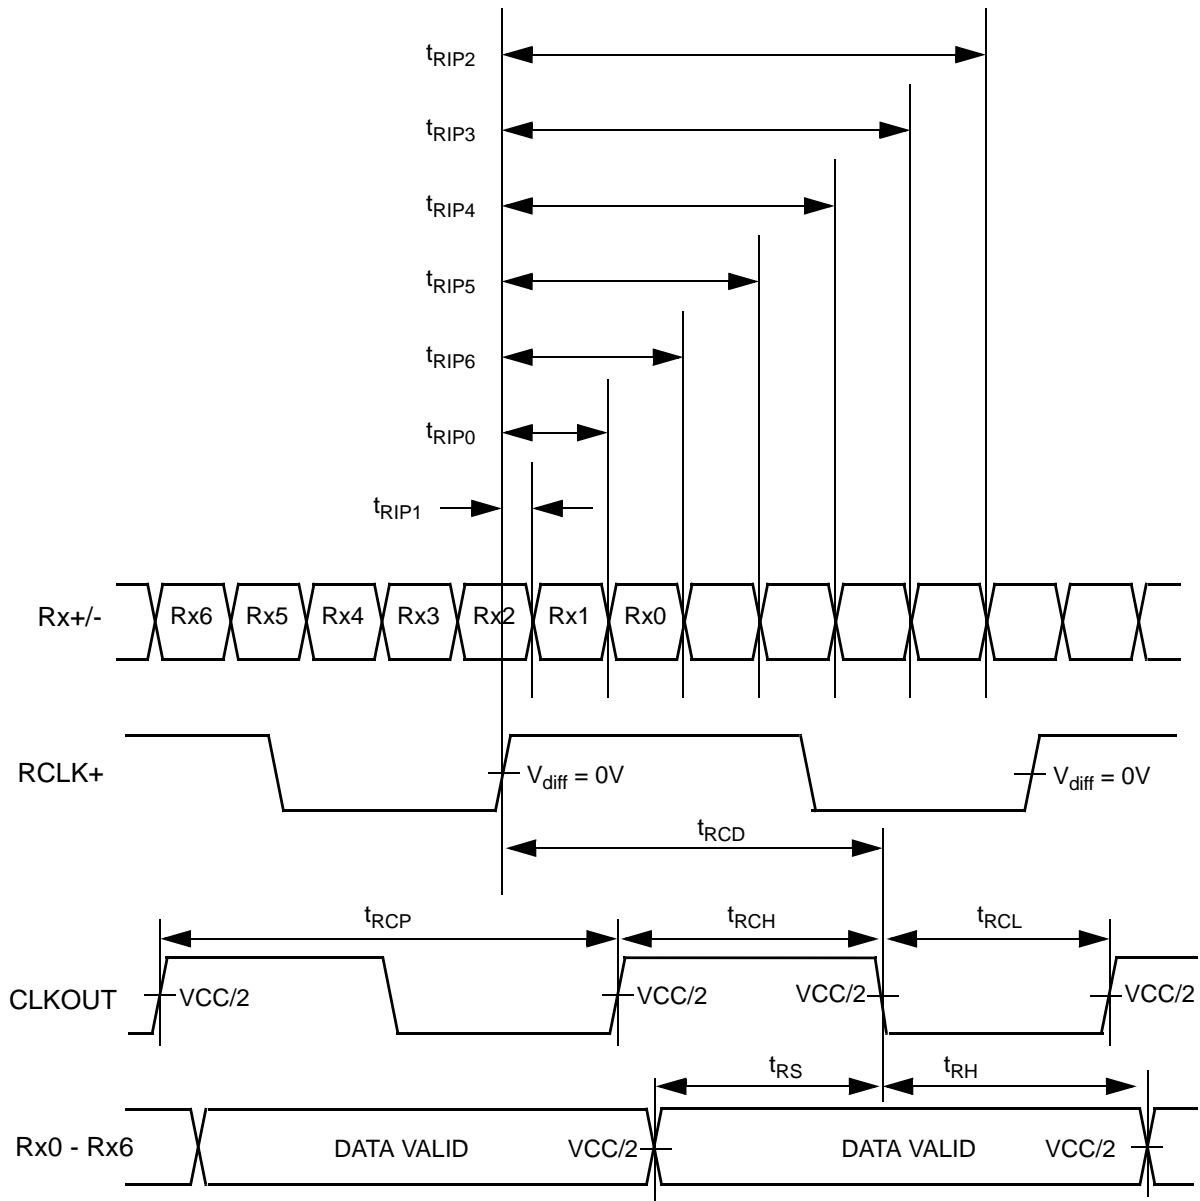 tRIP2
tRIP3
tRIP4
tRIP5
tRIP6
tRIP0
tRIP1
Rx+/- Rx6 Rx5 Rx4 Rx3 Rx2 Rx1 Rx0
RCLK+ Vdiff = 0V Vdiff = 0V
tRCD
tRCP tRCH tRCL
CLKOUT VCC/2 VCC/2 VCC/2 VCC/2
tRS tRH
Rx0 - Rx6 DATA VALID VCC/2 DATA VALID VCC/2